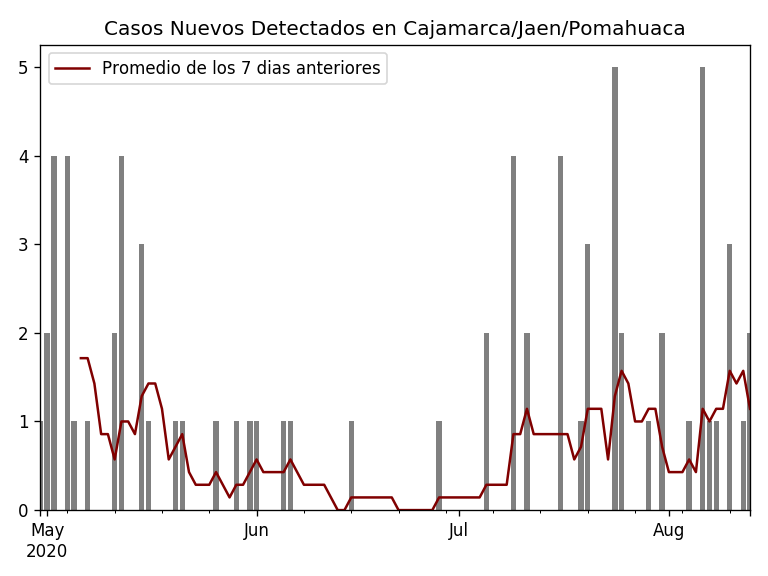 Casos Nuevos Detectados en Cajamarca/Jaen/Pomahuaca
Promedio de los 7 dias anteriores
5
4
3
2
1
0
May Jun Jul Aug
2020